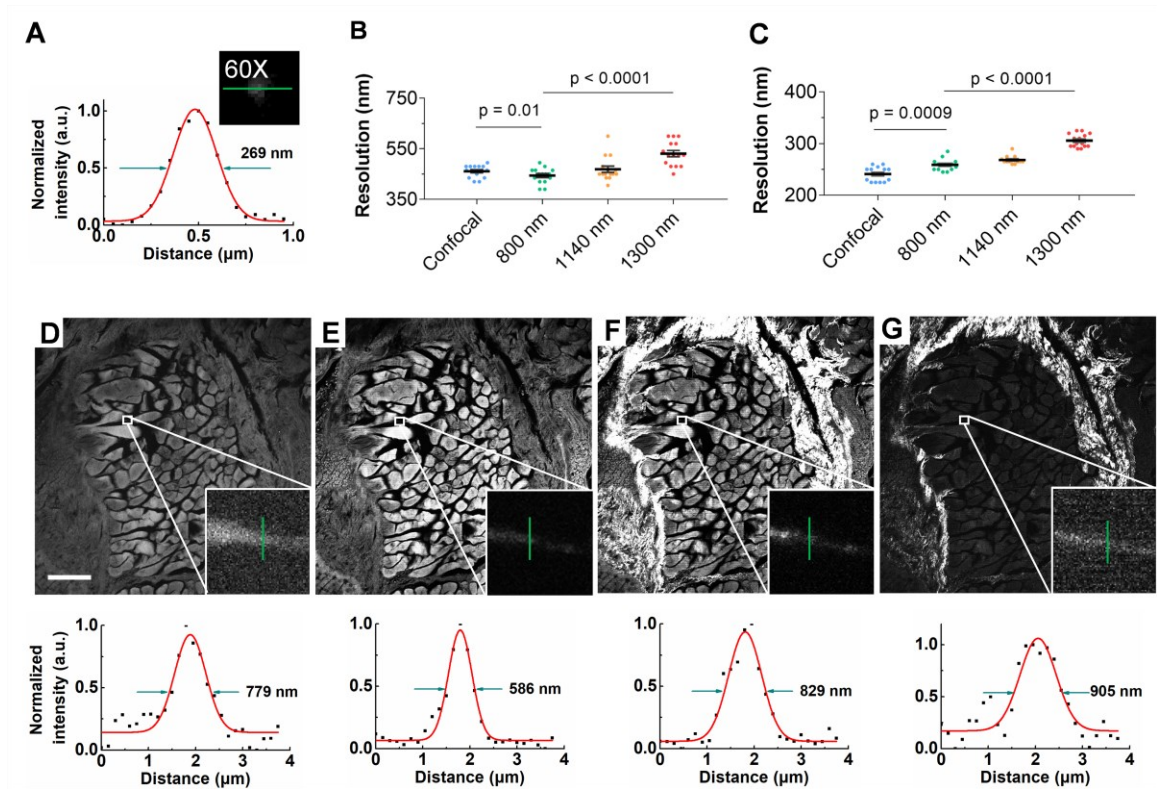 A
60X
Normalized
intensity (a.u.)
1.0
0.5
0.0
269 nm
0.0
0.5
1.0
Distance (µm)
B
Resolution (nm)
750
550
350
p = 0.01
p < 0.0001
Confocal
800 nm
1140 nm
1300 nm
C
Resolution (nm)
400
300
200
p = 0.0009
p < 0.0001
Confocal
800 nm
1140 nm
1300 nm
D
E
F
G
Normalized
intensity (a.u.)
1.0
0.5
0.0
779 nm
0 1 2 3 4
Distance (µm)
1.0
0.5
0.0
586 nm
0 1 2 3 4
Distance (µm)
1.0
0.5
0.0
829 nm
0 1 2 3 4
Distance (µm)
1.0
0.5
0.0
905 nm
0 1 2 3 4
Distance (µm)